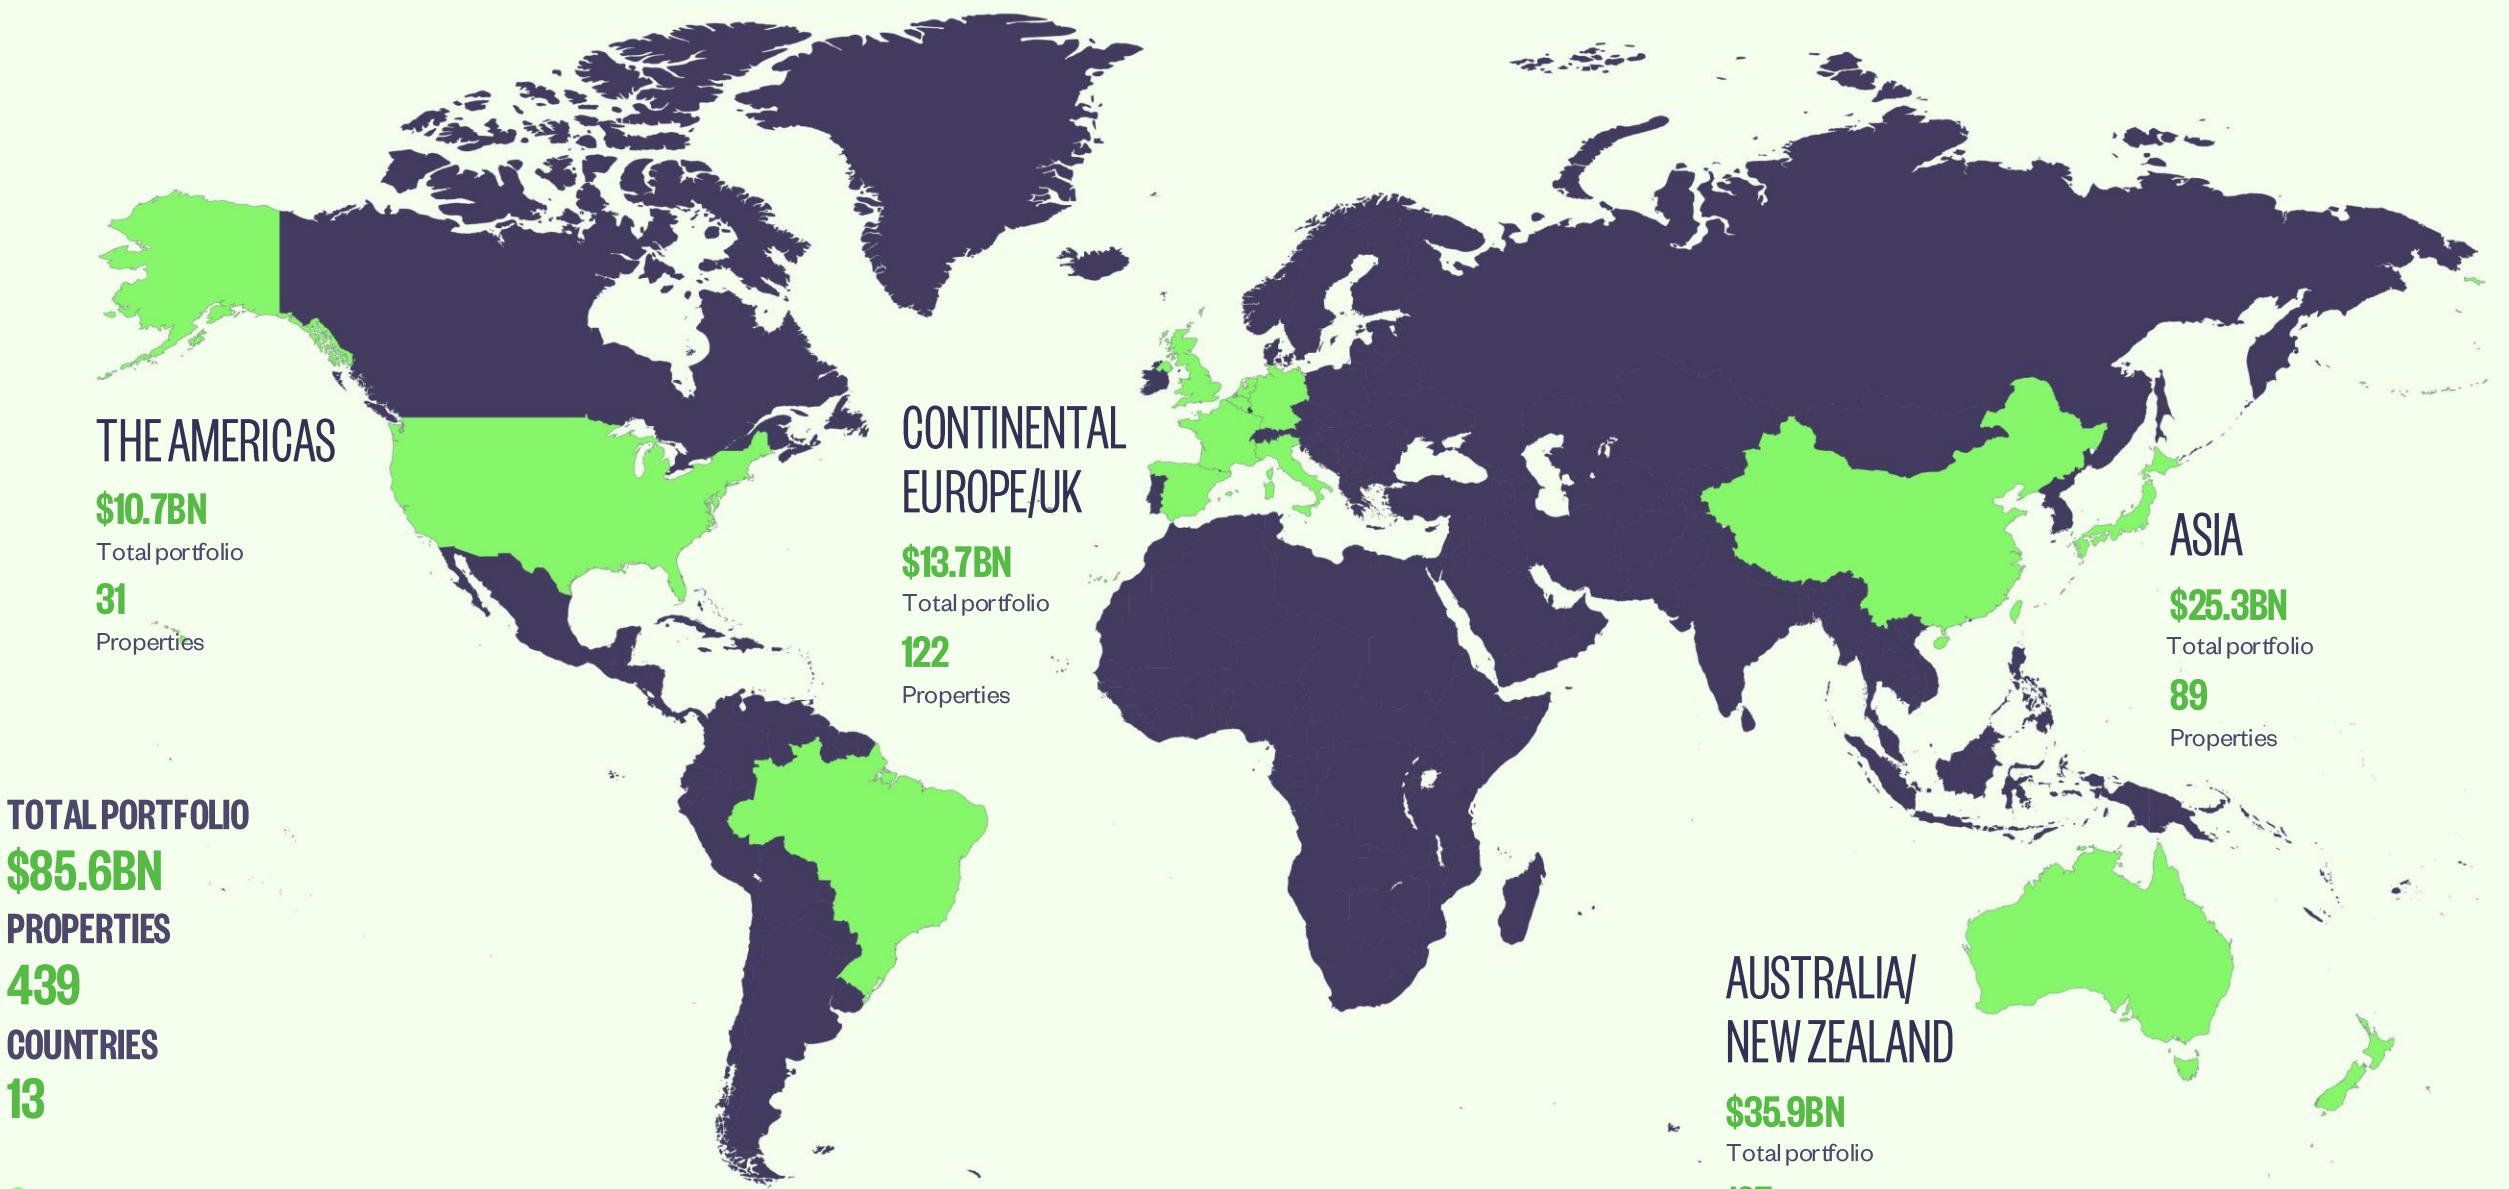 THE AMERICAS
$10.7BN
Total portfolio
31
Properties
CONTINENTAL
EUROPE/UK
$13.7BN
Total portfolio
122
Properties
ASIA
$25.3BN
Total portfolio
89
Properties
TOTAL PORTFOLIO
$85.6BN
PROPERTIES
439
COUNTRIES
13
AUSTRALIA/
NEW ZEALAND
$35.9BN
Total portfolio